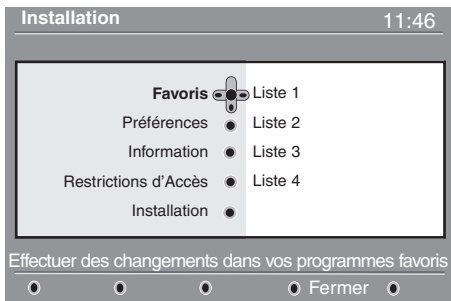 Installation 11:46
Favoris Liste 1
Préférences Liste 2
Information Liste 3
Restrictions d'Accès Liste 4
Installation
Effectuer des changements dans vos programmes favoris
Fermer